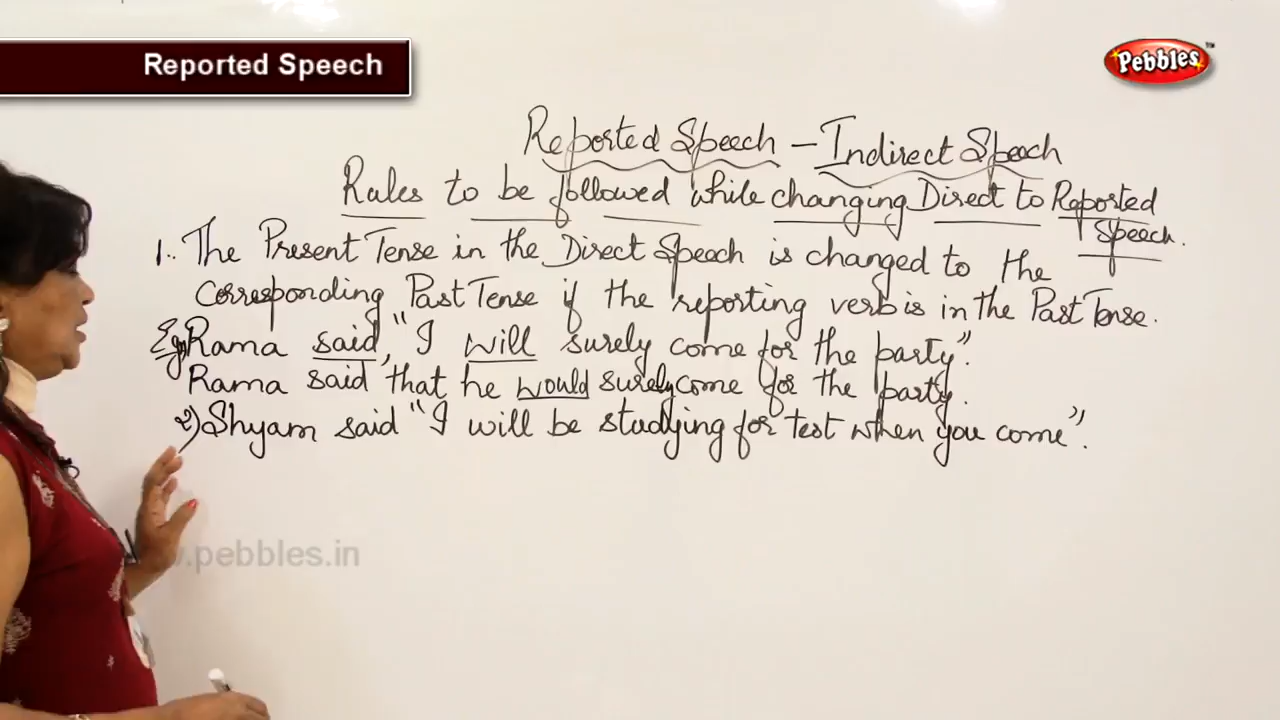 Reported Speech
Pebbles™
Reported Speech – Indirect Speech
Rules to be followed while changing Direct to Reported
Speech.
1. The Present Tense in the Direct Speech is changed to the
Corresponding Past Tense if the reporting verb is in the Past Tense.
Eg) Rama said, "I will surely come for the party".
Rama said that he would surely come for the party.
2) Shyam said "I will be studying for test when you come".
w.pebbles.in